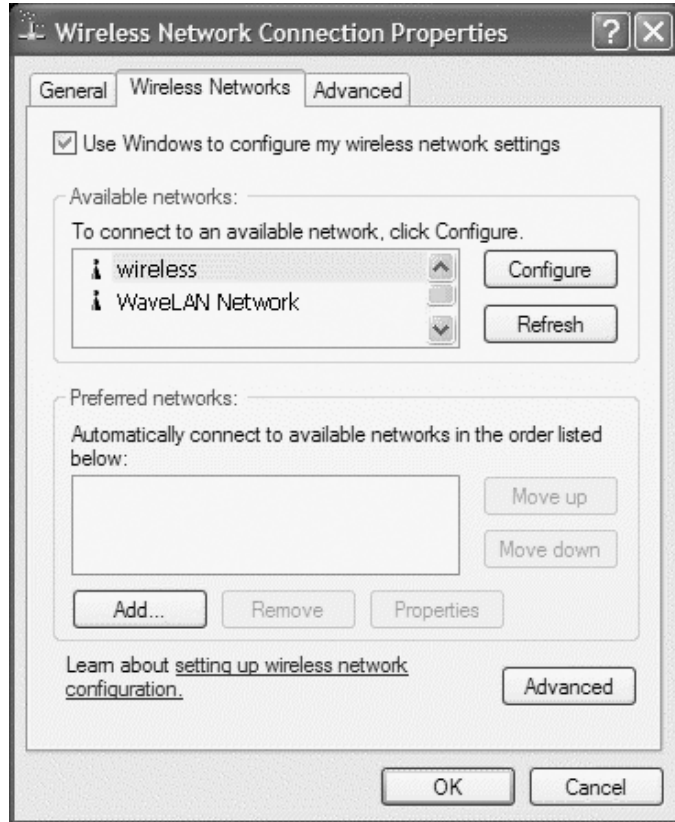 Wireless Network Connection Properties
General Wireless Networks Advanced
Use Windows to configure my wireless network settings
Available networks:
To connect to an available network, click Configure.
wireless
WaveLAN Network
Configure
Refresh
Preferred networks:
Automatically connect to available networks in the order listed
below:
Move up
Move down
Add... Remove Properties
Learn about setting up wireless network
configuration.
Advanced
OK Cancel